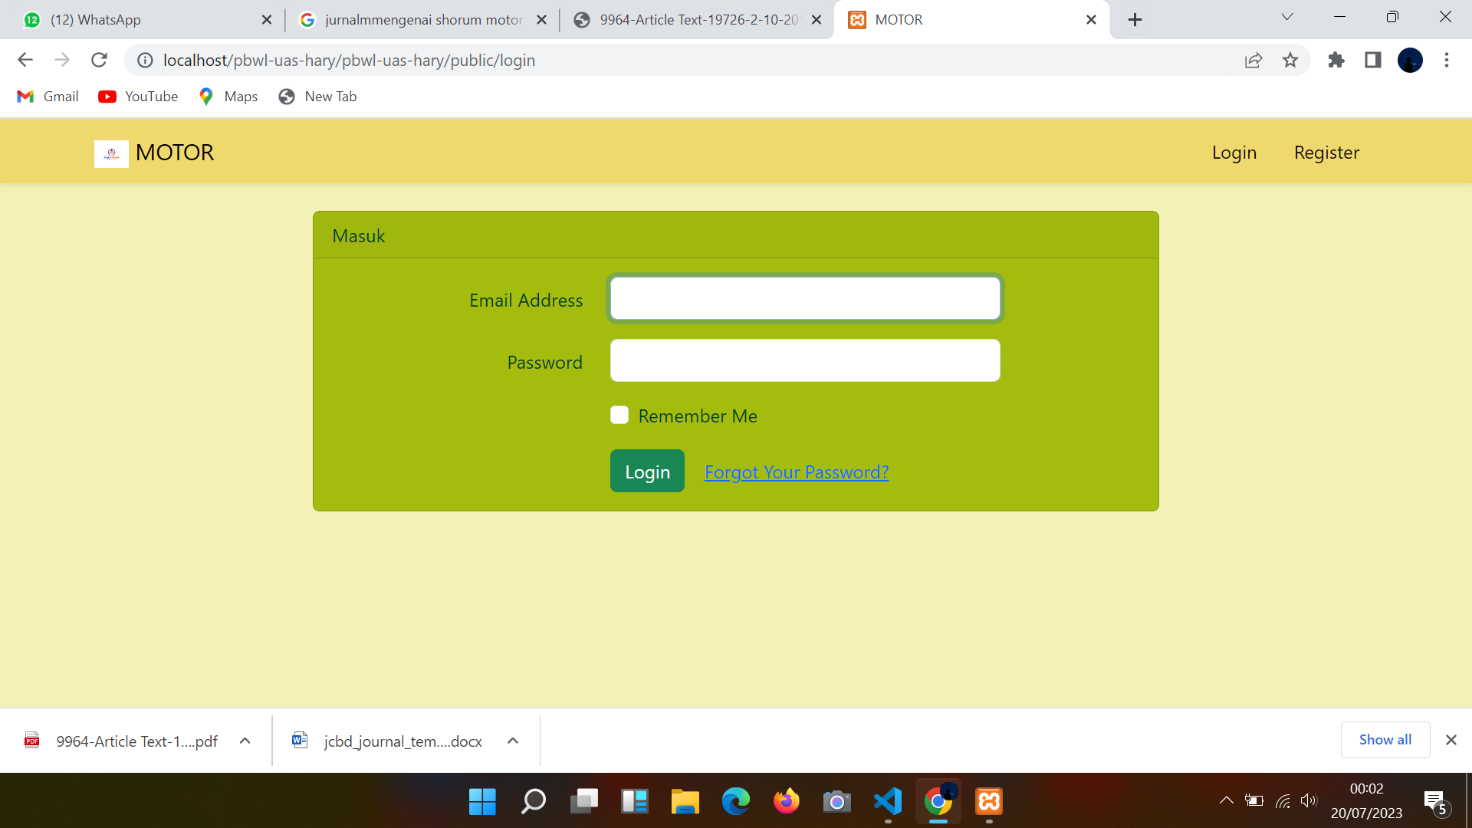 (12) WhatsApp
jurnalmmengenai shorum motor
9964-Article Text-19726-2-10-20
MOTOR
localhost/pbwl-uas-hary/pbwl-uas-hary/public/login
Gmail
YouTube
Maps
New Tab
MOTOR
Login
Register
Masuk
Email Address
Password
Remember Me
Login
Forgot Your Password?
9964-Article Text-1....pdf
jcbd_journal_tem....docx
Show all
00:02
20/07/2023
5